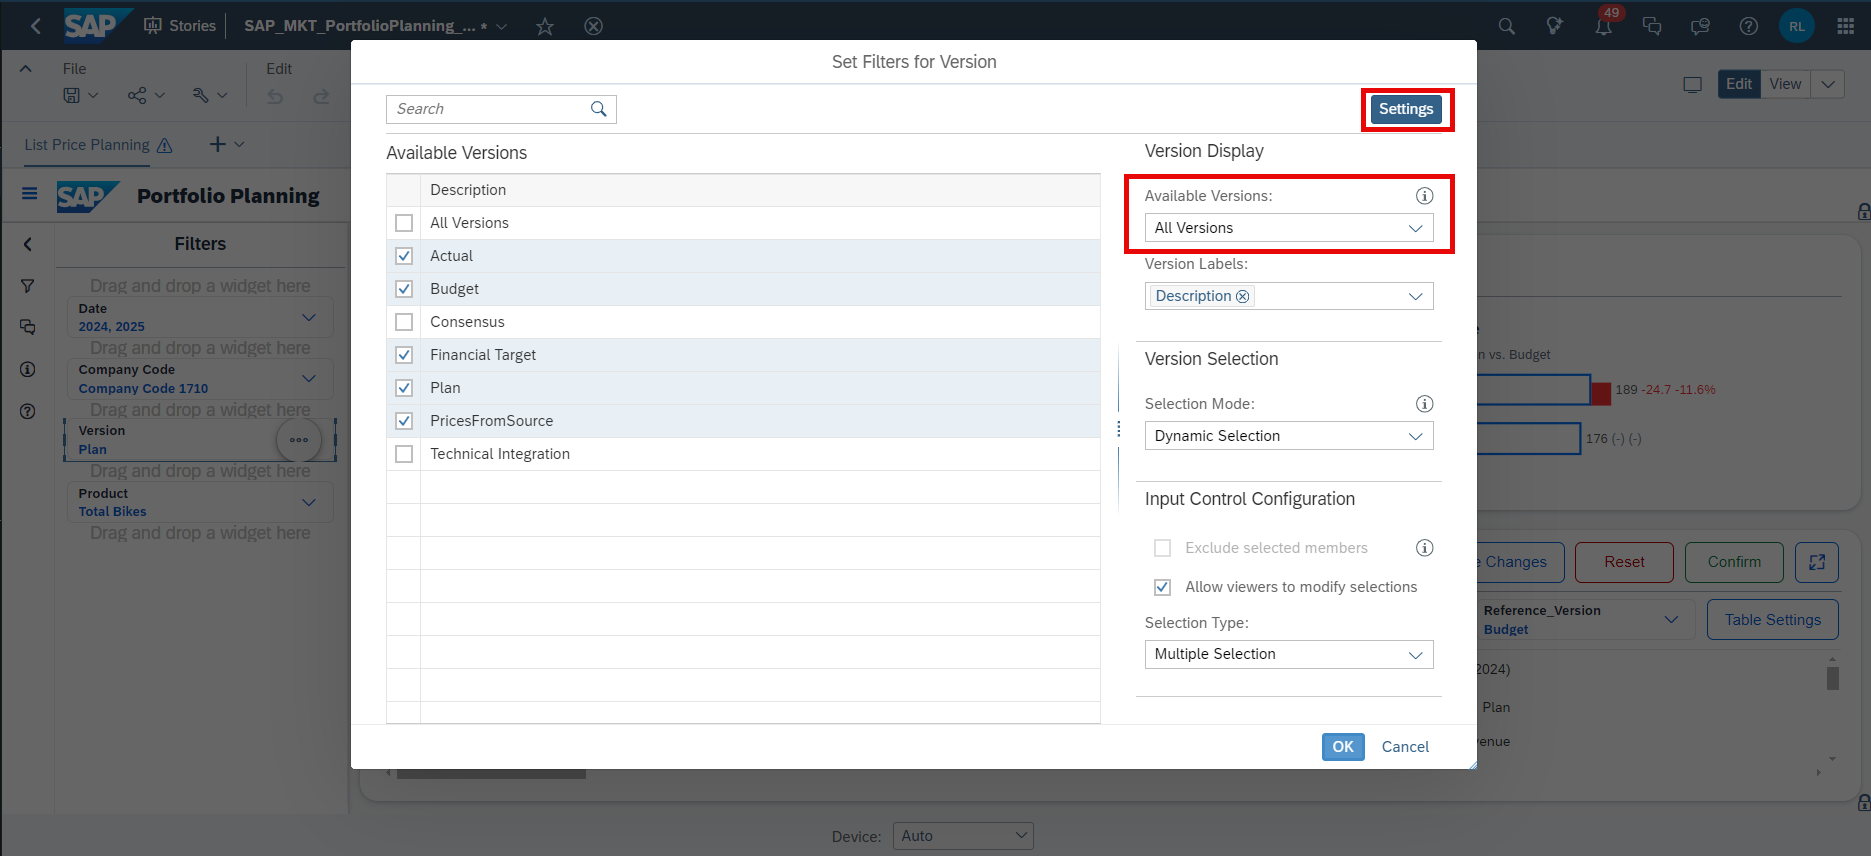 SAP
Stories
SAP_MKT_PortfolioPlanning_... *
49
RL
File
Edit
Edit
View
List Price Planning
SAP
Portfolio Planning
Filters
Drag and drop a widget here
Date
2024, 2025
Drag and drop a widget here
Company Code
Company Code 1710
Drag and drop a widget here
Version
Plan
Drag and drop a widget here
Product
Total Bikes
Drag and drop a widget here
Set Filters for Version
Search
Settings
Available Versions
Description
All Versions
Actual
Budget
Consensus
Financial Target
Plan
PricesFromSource
Technical Integration
Version Display
Available Versions:
All Versions
Version Labels:
Description
Version Selection
Selection Mode:
Dynamic Selection
Input Control Configuration
Exclude selected members
Allow viewers to modify selections
Selection Type:
Multiple Selection
OK
Cancel
vs. Budget
189 -24.7 -11.6%
176 (-) (-)
Changes
Reset
Confirm
Reference_Version
Budget
Table Settings
2024)
Plan
Device:
Auto